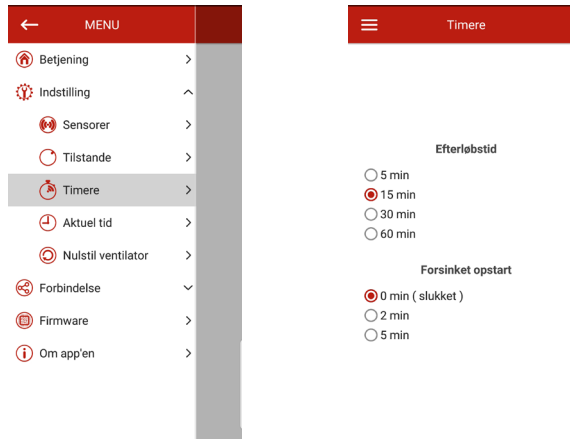 MENU
Betjening
Indstilling
Sensorer
Tilstande
Timere
Aktuel tid
Nulstil ventilator
Forbindelse
Firmware
Om app'en
Timere
Efterløbstid
5 min
15 min
30 min
60 min
Forsinket opstart
0 min ( slukket )
2 min
5 min